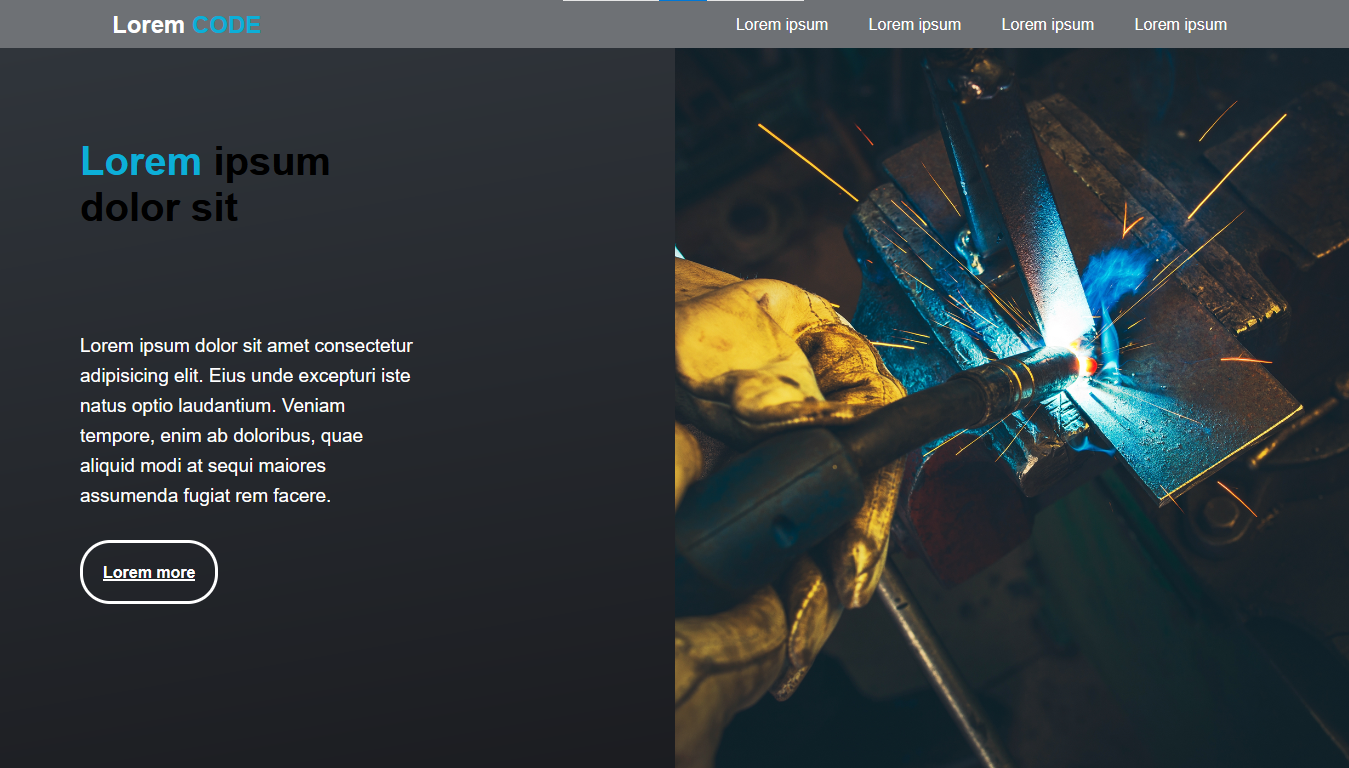 Lorem CODE
Lorem ipsum
Lorem ipsum
Lorem ipsum
Lorem ipsum
Lorem ipsum
dolor sit
Lorem ipsum dolor sit amet consectetur
adipisicing elit. Eius unde excepturi iste
natus optio laudantium. Veniam
tempore, enim ab doloribus, quae
aliquid modi at sequi maiores
assumenda fugiat rem facere.
Lorem more